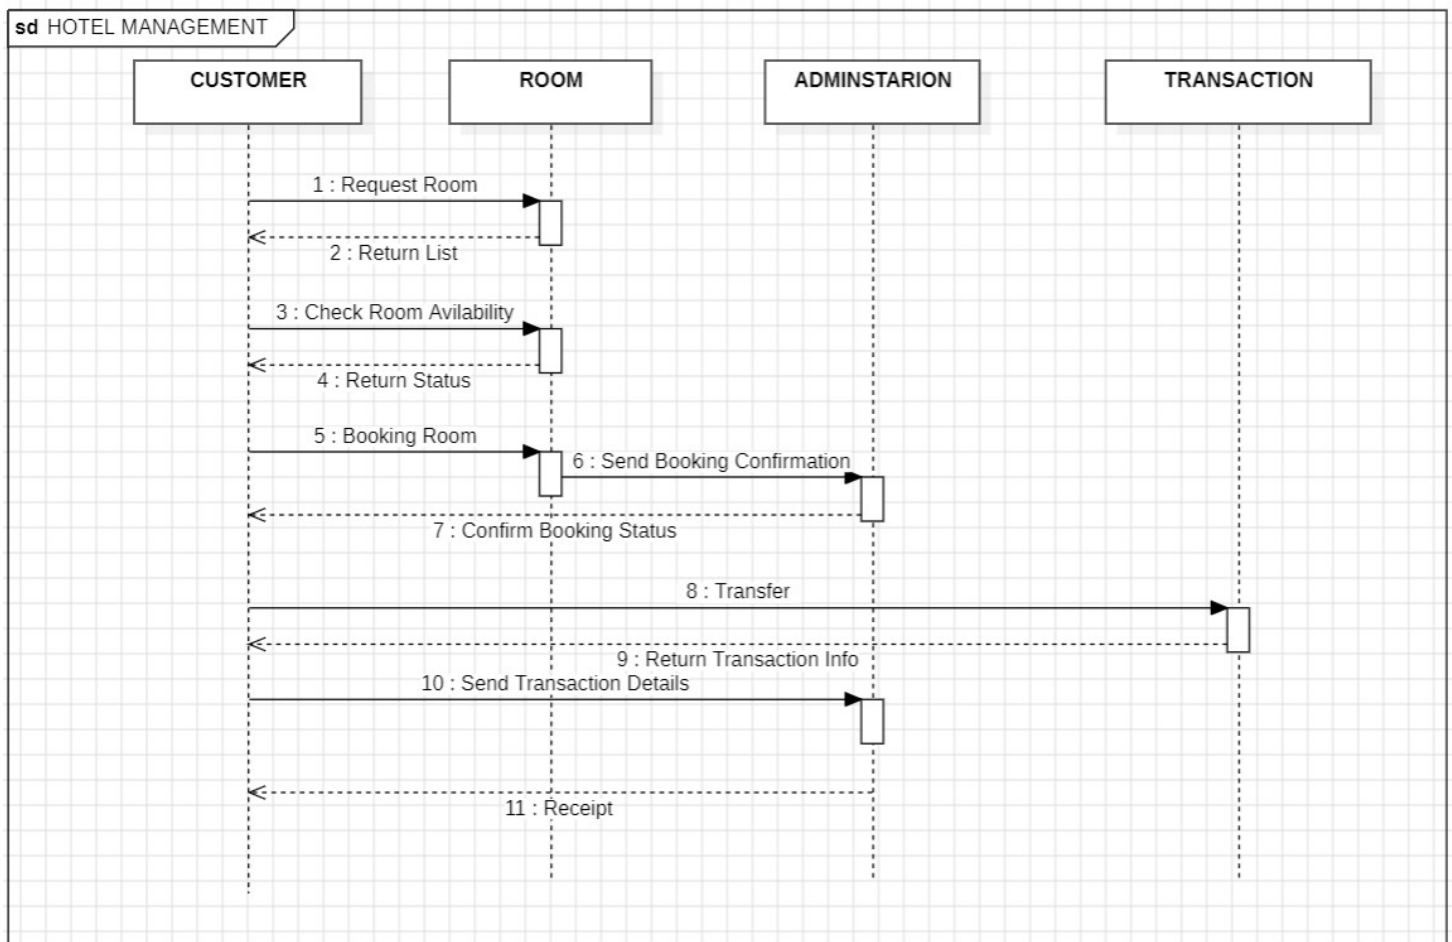 sd HOTEL MANAGEMENT
CUSTOMER
ROOM
ADMINSTARION
TRANSACTION
1 : Request Room
2 : Return List
3 : Check Room Avilability
4 : Return Status
5 : Booking Room
6 : Send Booking Confirmation
7 : Confirm Booking Status
8 : Transfer
9 : Return Transaction Info
10 : Send Transaction Details
11 : Receipt